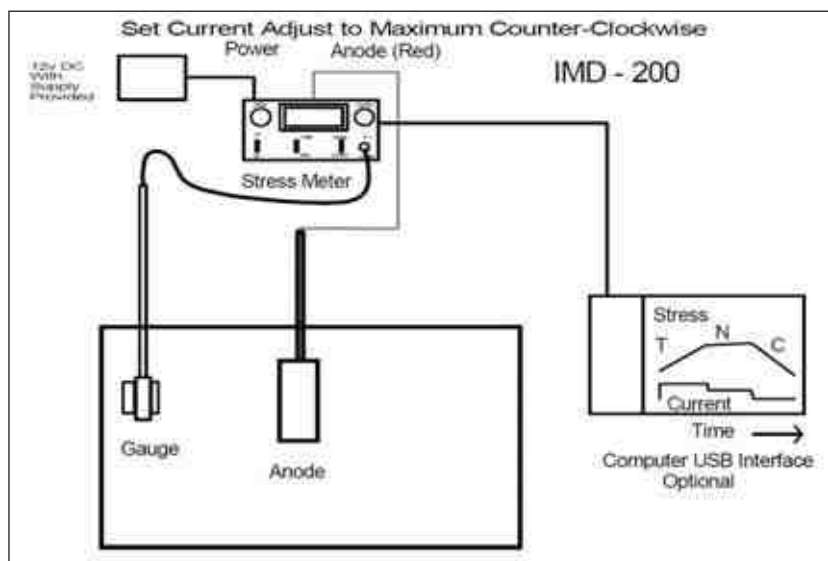 Set Current Adjust to Maximum Counter-Clockwise
Power
Anode (Red)
12v DC
With
Supply
Provided
IMD - 200
Stress Meter
Stress
T
N
C
Current
Time
Gauge
Anode
Computer USB Interface
Optional